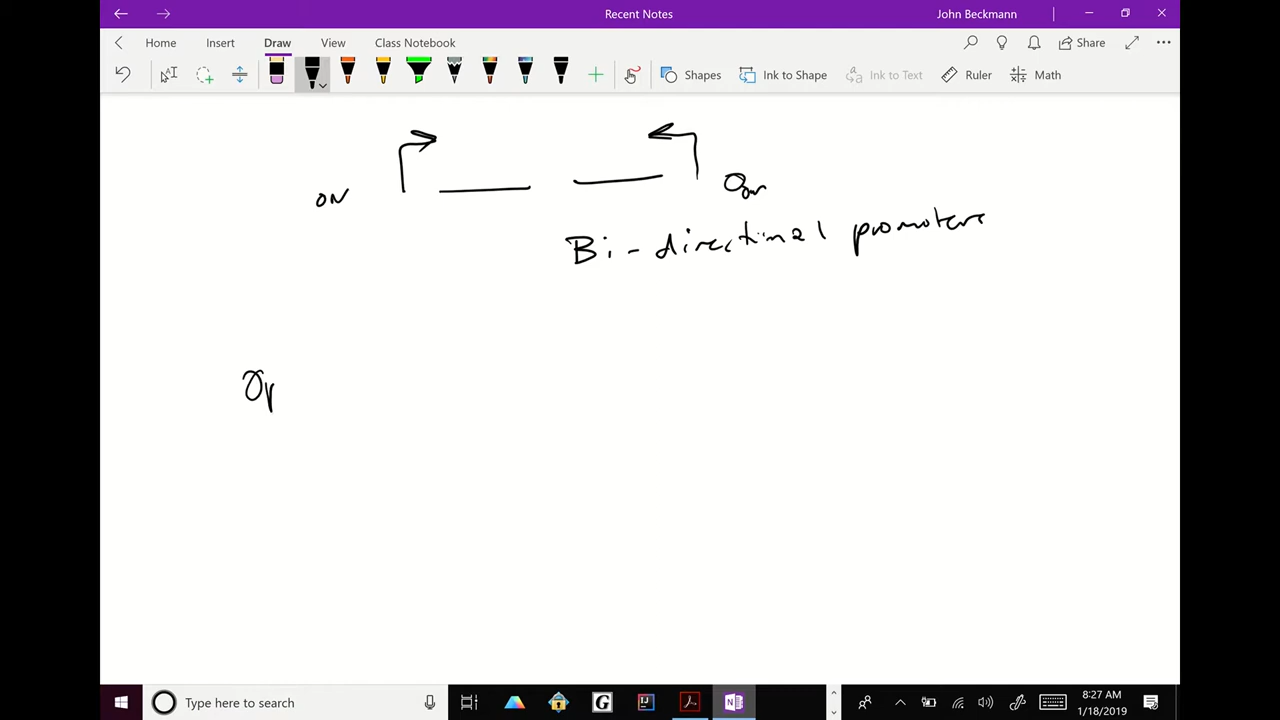 Recent Notes
John Beckmann
Home Insert Draw View Class Notebook
Share
Shapes Ink to Shape Ink to Text Ruler Math
ON
Bi-directional promoters
Op
Type here to search
G
8:27 AM
1/18/2019